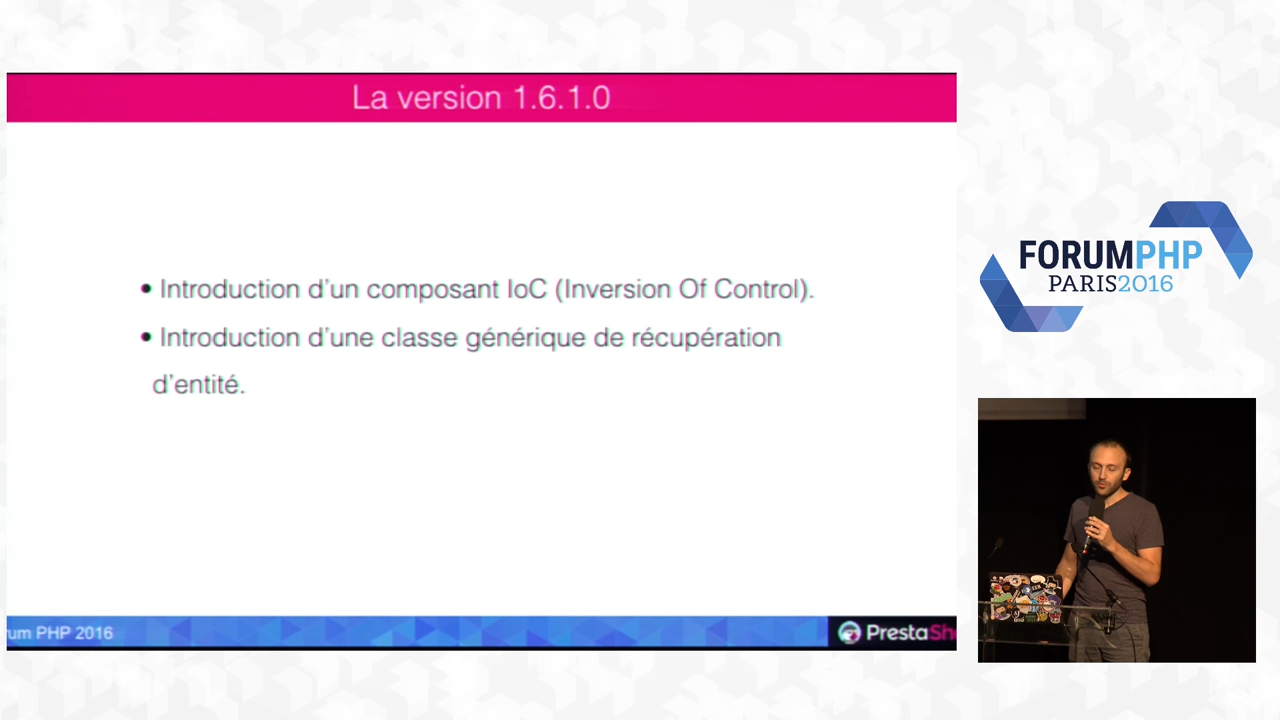 La version 1.6.1.0
• Introduction d'un composant IoC (Inversion Of Control).
• Introduction d'une classe générique de récupération
d'entité.
FORUMPHP
PARIS2016
um PHP 2016
PrestaSh